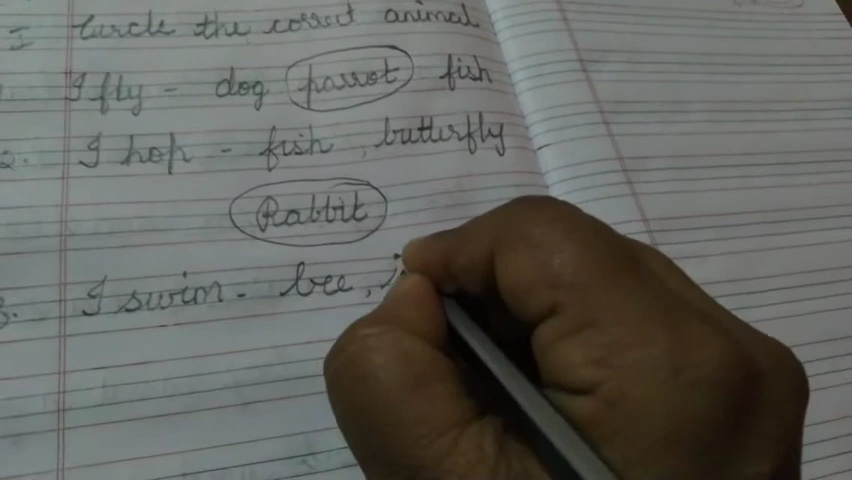 I Circle the correct animal
1. I fly - dog parrot fish
2. I hop - fish, butterfly
Rabbit
3. I swim - bee,